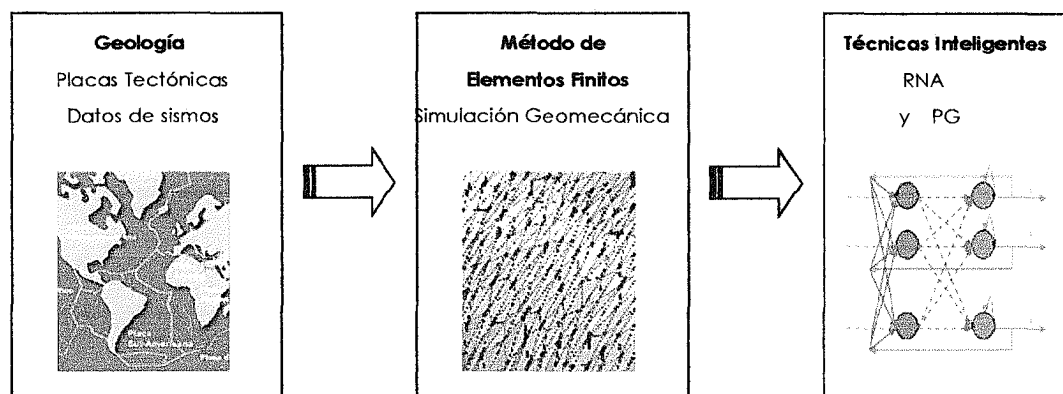 Geología
Placas Tectónicas
Datos de sismos
Método de
Elementos Finitos
Simulación Geomecánica
Técnicas Inteligentes
RNA
y PG